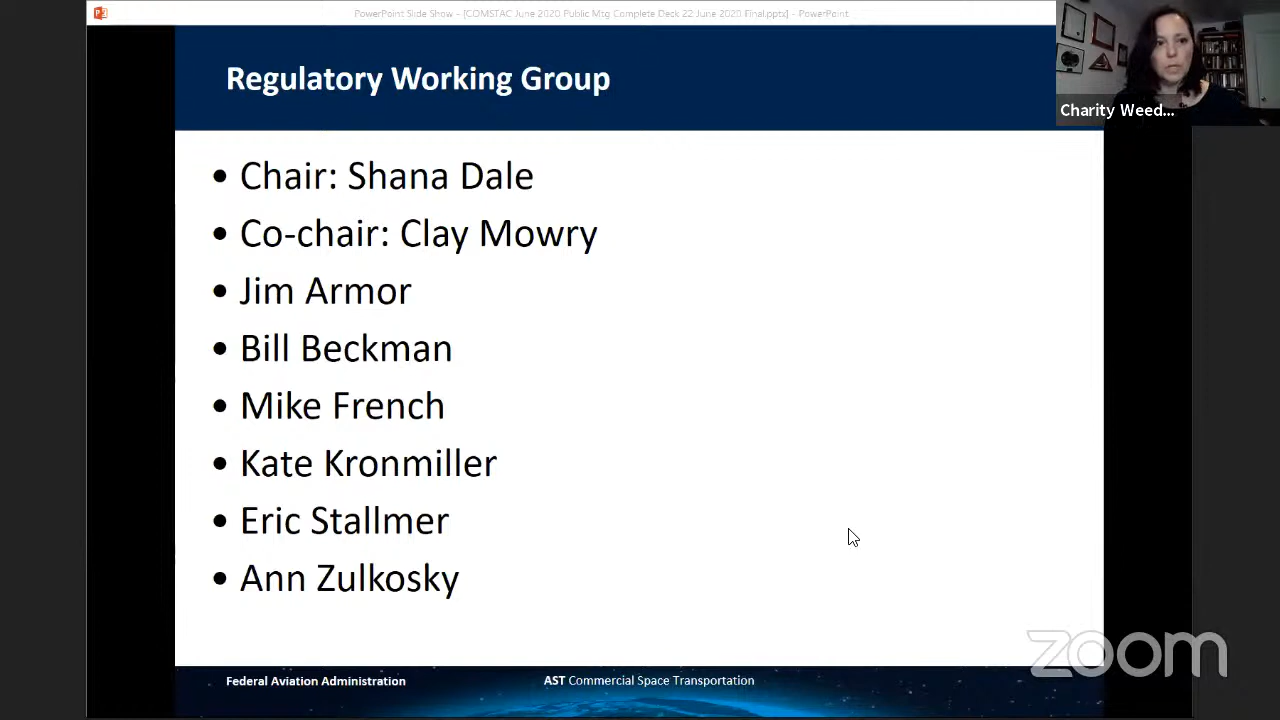 PowerPoint Slide Show - [COMSTAC June 2020 Public Mtg Complete Deck 22 June 2020 Final.pptx] - PowerPoint
Regulatory Working Group
Charity Weed...
• Chair: Shana Dale
• Co-chair: Clay Mowry
• Jim Armor
• Bill Beckman
• Mike French
• Kate Kronmiller
• Eric Stallmer
• Ann Zulkosky
zoom
Federal Aviation Administration
AST Commercial Space Transportation